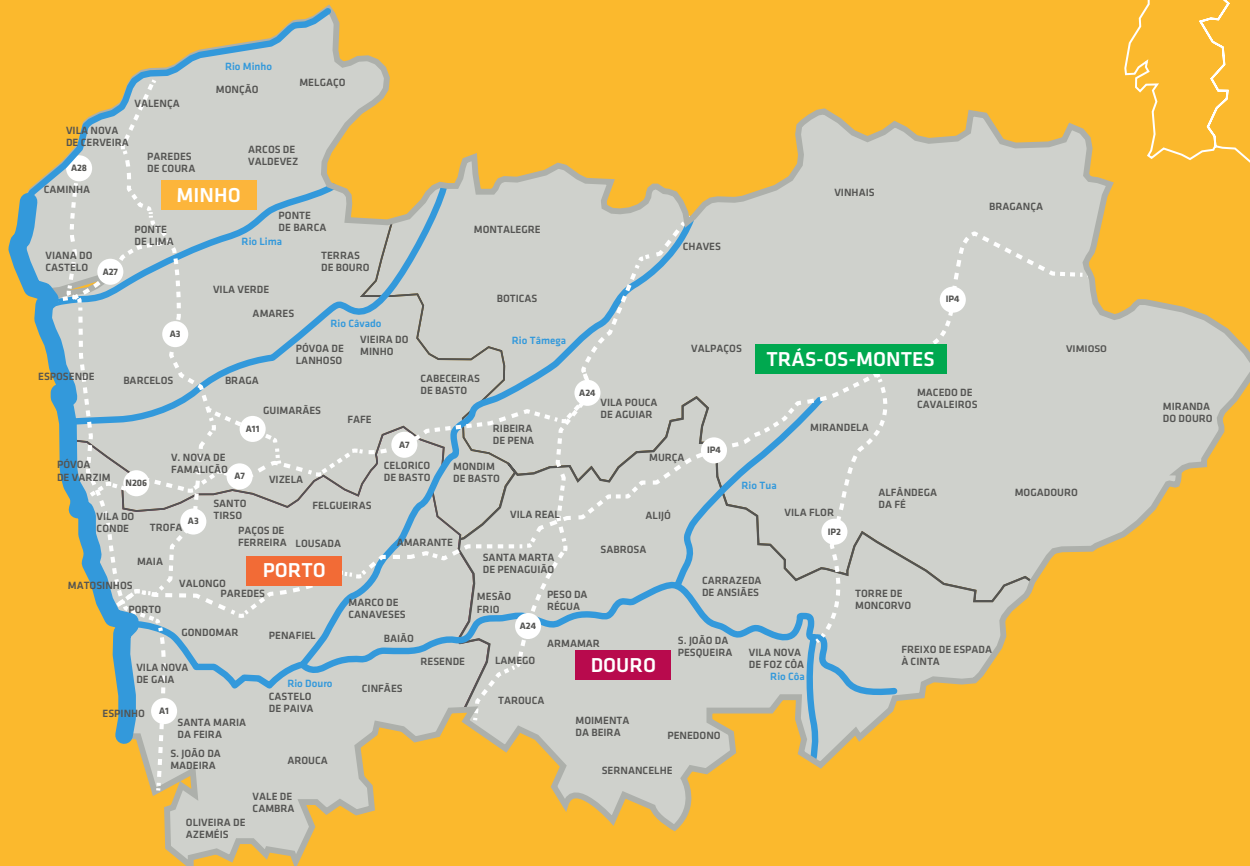 Rio Minho
MELGAÇO
MONÇÃO
VALENÇA
VILA NOVA
DE CERVEIRA
PAREDES
DE COURA
ARCOS DE
VALDEVEZ
A28
CAMINHA
MINHO
VINHAIS
BRAGANÇA
PONTE
DE BARCA
PONTE
DE LIMA
Rio Lima
MONTALEGRE
CHAVES
VIANA DO
CASTELO
A27
TERRAS
DE BOURO
VILA VERDE
BOTICAS
IP4
AMARES
Rio Câvado
A3
PÓVOA DE
LANHOSO
VIEIRA DO
MINHO
Rio Tâmega
VALPAÇOS
TRÁS-OS-MONTES
VIMIOSO
ESPOSENDE
BARCELOS
BRAGA
CABECEIRAS
DE BASTO
A24
VILA POUCA
DE AGUIAR
MACEDO DE
CAVALEIROS
MIRANDA
DO DOURO
GUIMARÃES
FAFE
A11
RIBEIRA
DE PENA
MIRANDELA
A7
IP4
MURÇA
PÓVOA
DE VARZIM
V. NOVA DE
FAMALICÃO
A7
VIZELA
CELORICO
DE BASTO
MONDIM
DE BASTO
N206
Rio Tua
ALFÂNDEGA
DA FÉ
MOGADOURO
SANTO
TIRSO
FELGUEIRAS
VILA DO
CONDE
TROFA
A3
VILA REAL
ALIJÓ
VILA FLOR
IP2
PAÇOS DE
FERREIRA
LOUSADA
AMARANTE
SABROSA
MAIA
PORTO
SANTA MARTA
DE PENAGUIÃO
MATOSINHOS
VALONGO
PAREDES
CARRAZEDA
DE ANSIÃES
MESÃO
FRIO
PESO DA
RÉGUA
TORRE DE
MONCORVO
PORTO
MARCO DE
CANAVESES
A24
GONDOMAR
PENAFIEL
BAIÃO
ARMAMAR
S. JOÃO DA
PESQUEIRA
FREIXO DE ESPADA
À CINTA
VILA NOVA
DE GAIA
RESENDE
LAMEGO
DOURO
VILA NOVA
DE FOZ CÔA
Rio Côa
Rio Douro
CINFÃES
CASTELO
DE PAIVA
TAROUCA
ESPINHO
A1
SANTA MARIA
DA FEIRA
MOIMENTA
DA BEIRA
PENEDONO
S. JOÃO DA
MADEIRA
AROUCA
SERNANCELHE
VALE DE
CAMBRA
OLIVEIRA DE
AZEMÉIS